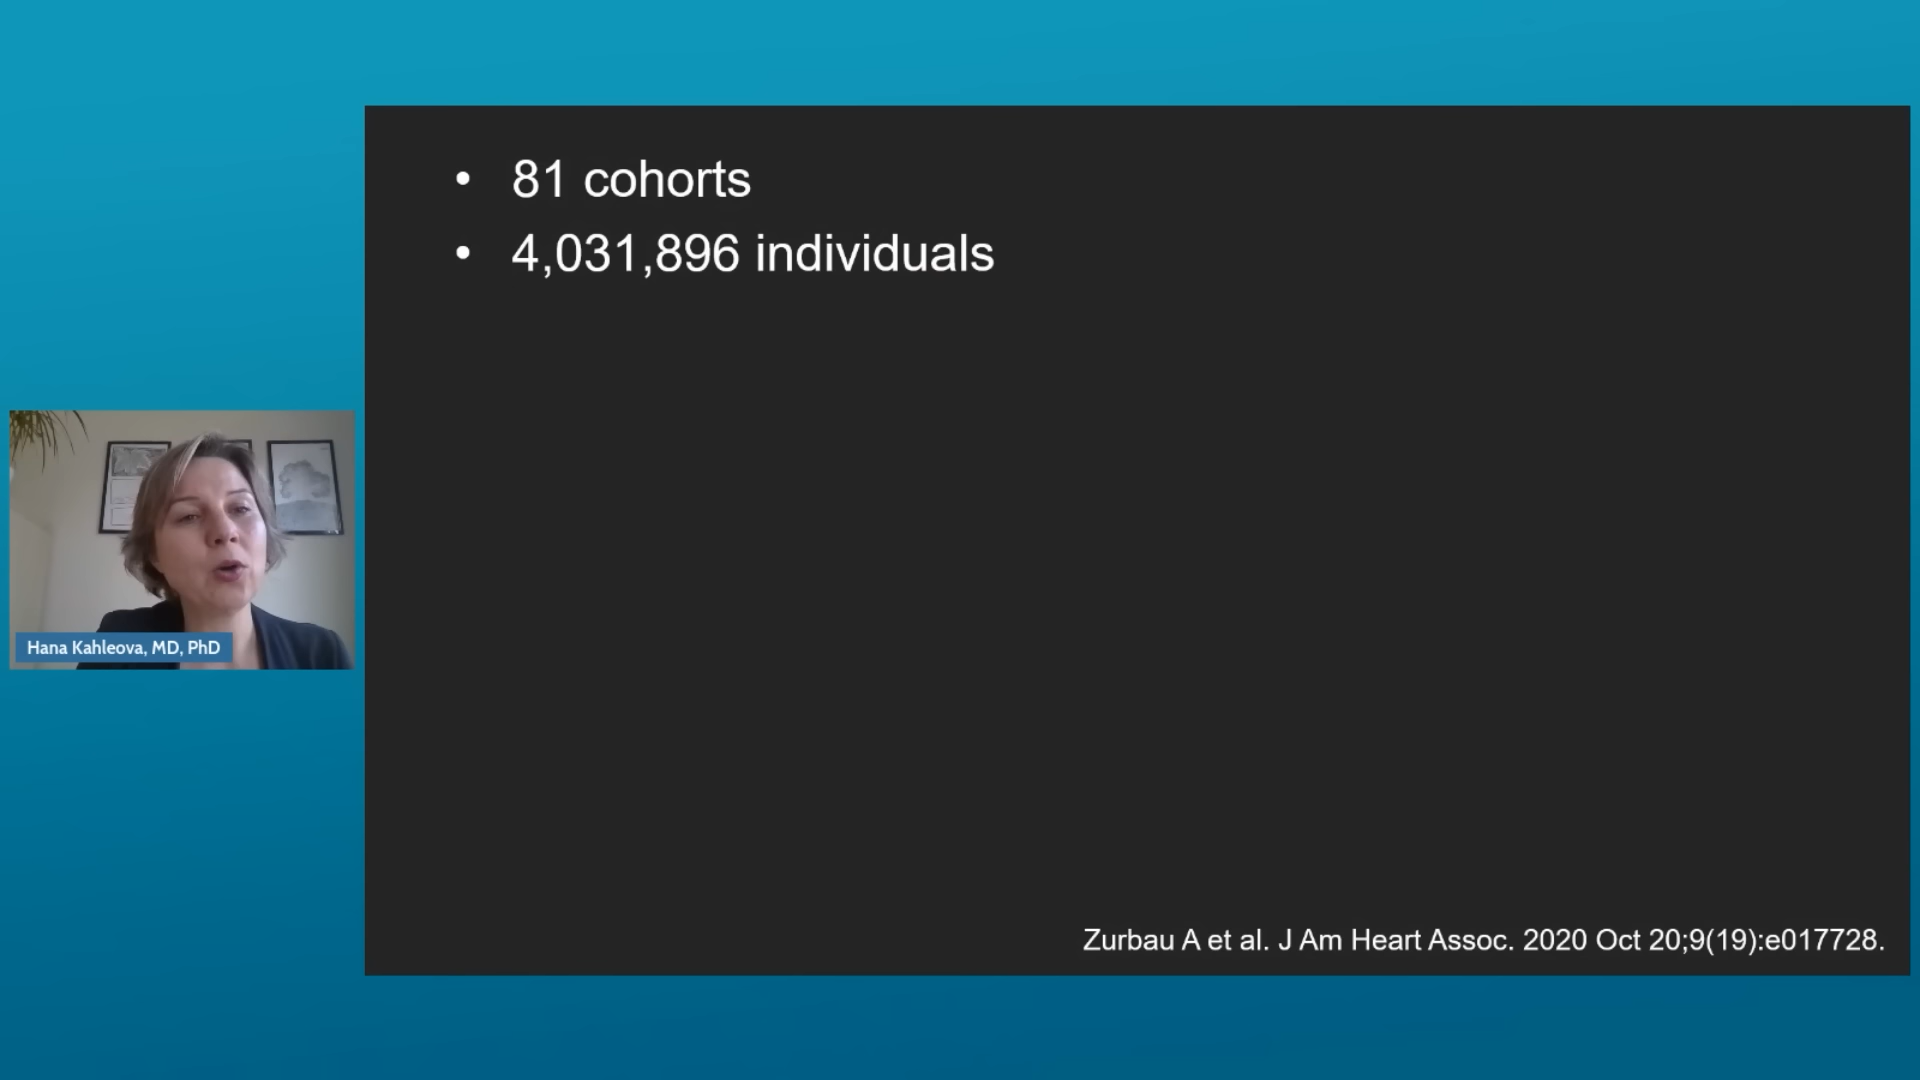 • 81 cohorts
• 4,031,896 individuals
Hana Kahleova, MD, PhD
Zurbau A et al. J Am Heart Assoc. 2020 Oct 20;9(19):e017728.